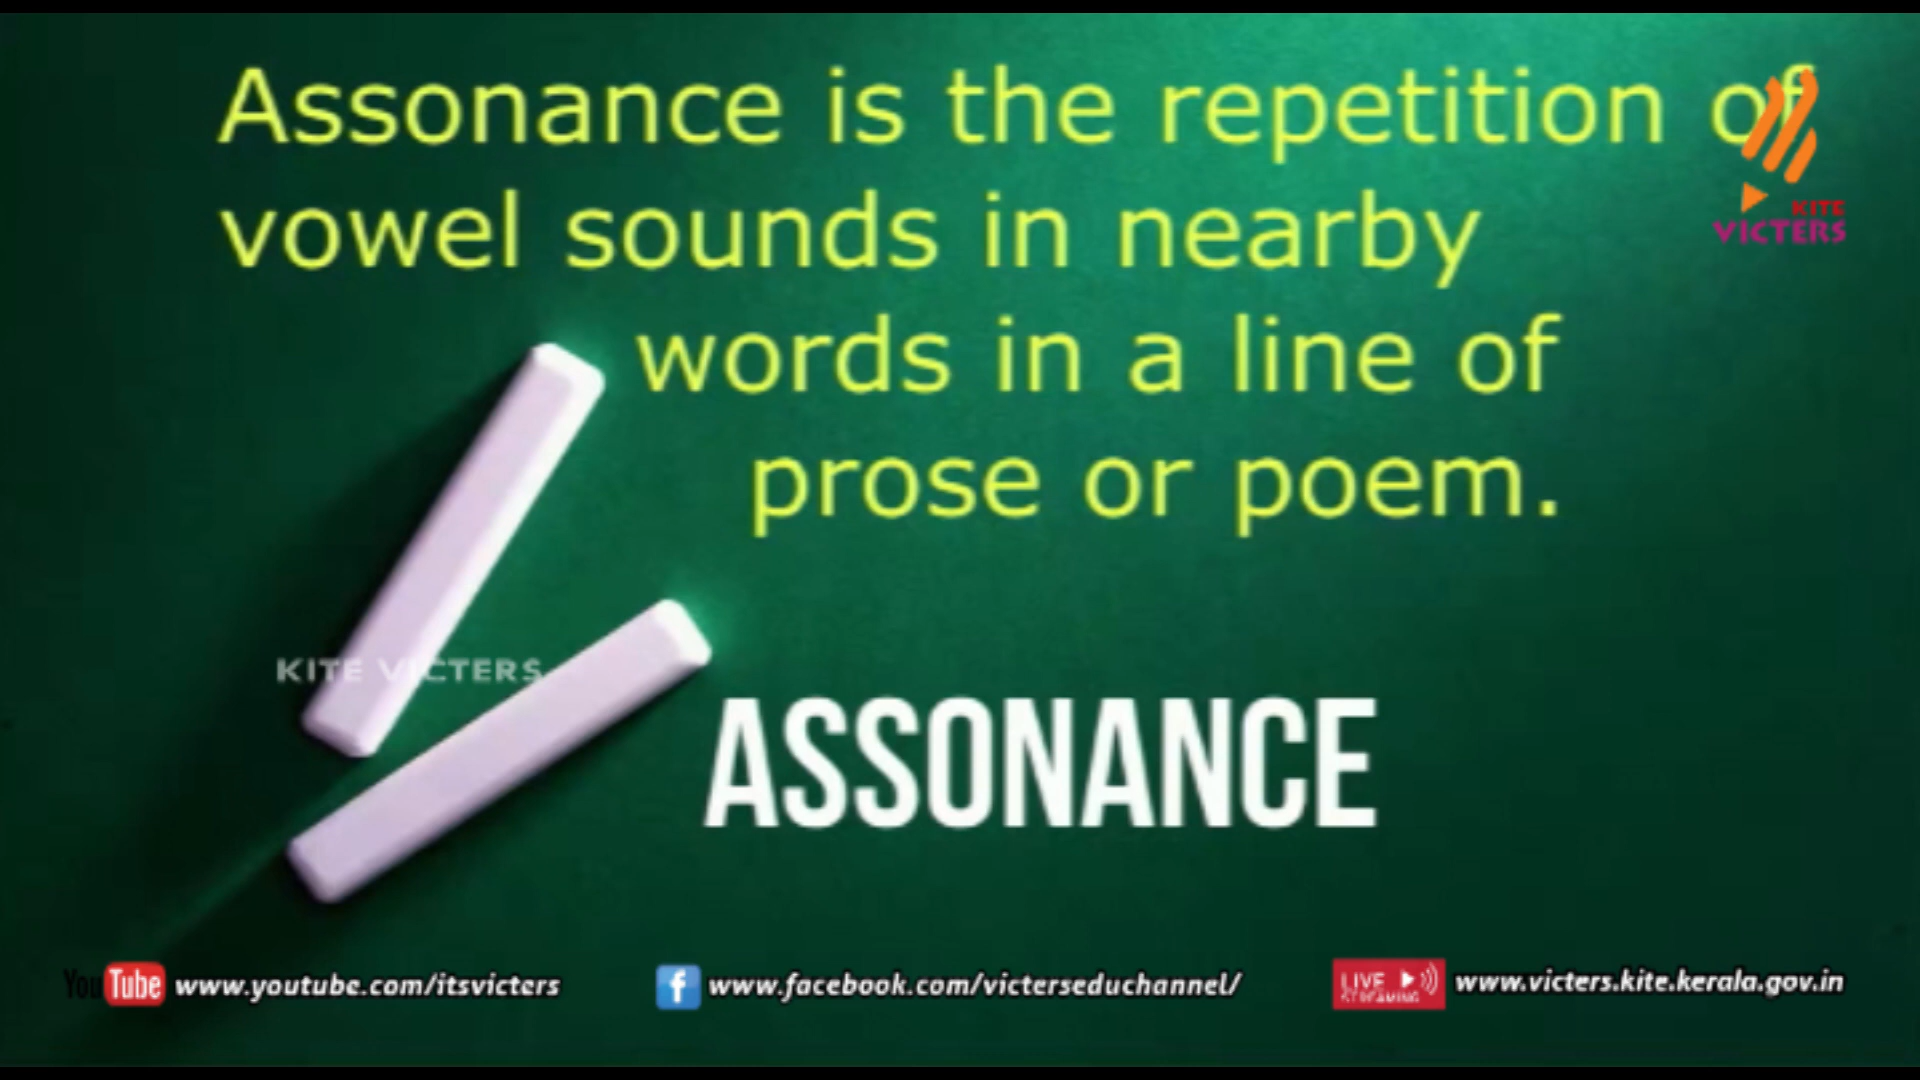 Assonance is the repetition of
vowel sounds in nearby
words in a line of
prose or poem.
KITE
VICTERS
KITE VICTERS
ASSONANCE
YouTube www.youtube.com/itsvicters
f www.facebook.com/victerseduchannel/
LIVE STREAMING www.victers.kite.kerala.gov.in